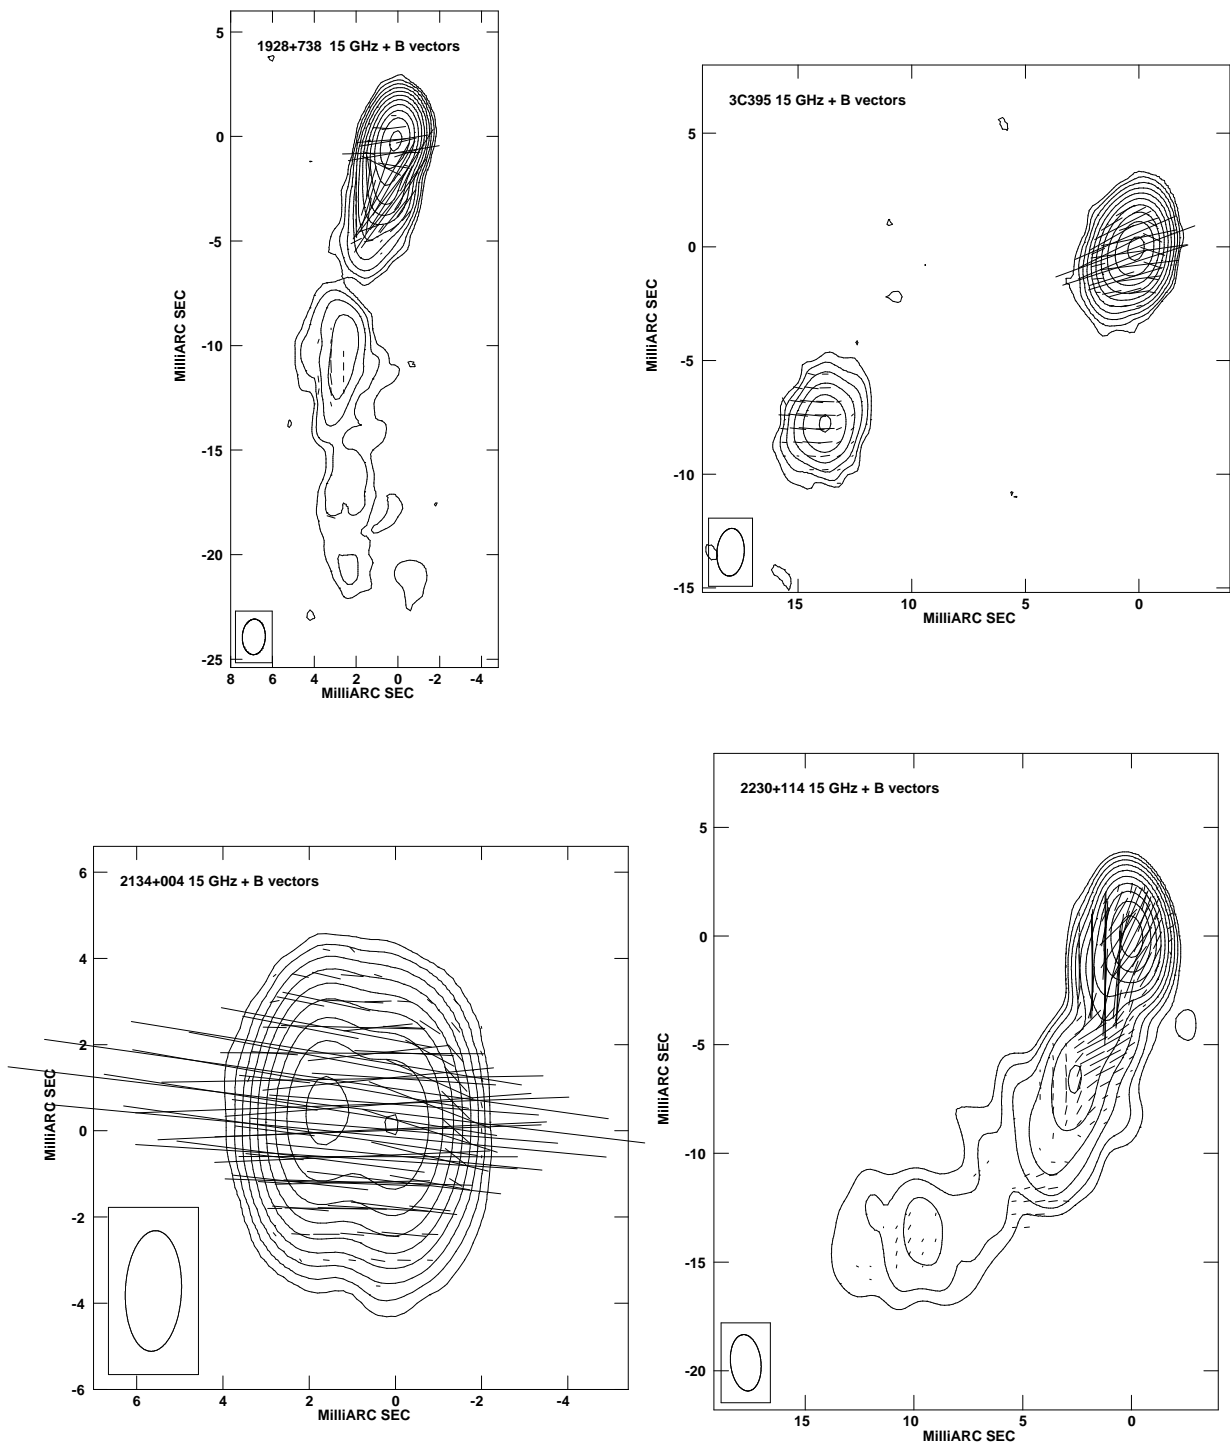 1928+738 15 GHz + B vectors
5
0
-5
-10
-15
-20
-25
MilliARC SEC
8 6 4 2 0 -2 -4
MilliARC SEC
3C395 15 GHz + B vectors
5
0
-5
-10
-15
MilliARC SEC
15 10 5 0
MilliARC SEC
2134+004 15 GHz + B vectors
6
4
2
0
-2
-4
-6
MilliARC SEC
6 4 2 0 -2 -4
MilliARC SEC
2230+114 15 GHz + B vectors
5
0
-5
-10
-15
-20
MilliARC SEC
15 10 5 0
MilliARC SEC